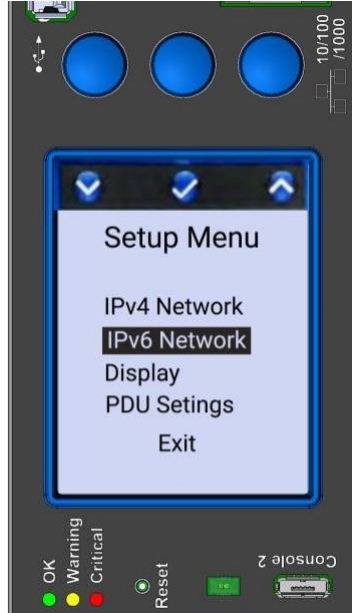 10/100
/1000
Setup Menu
IPv4 Network
IPv6 Network
Display
PDU Setings
Exit
OK
Warning
Critical
Reset
Console 2